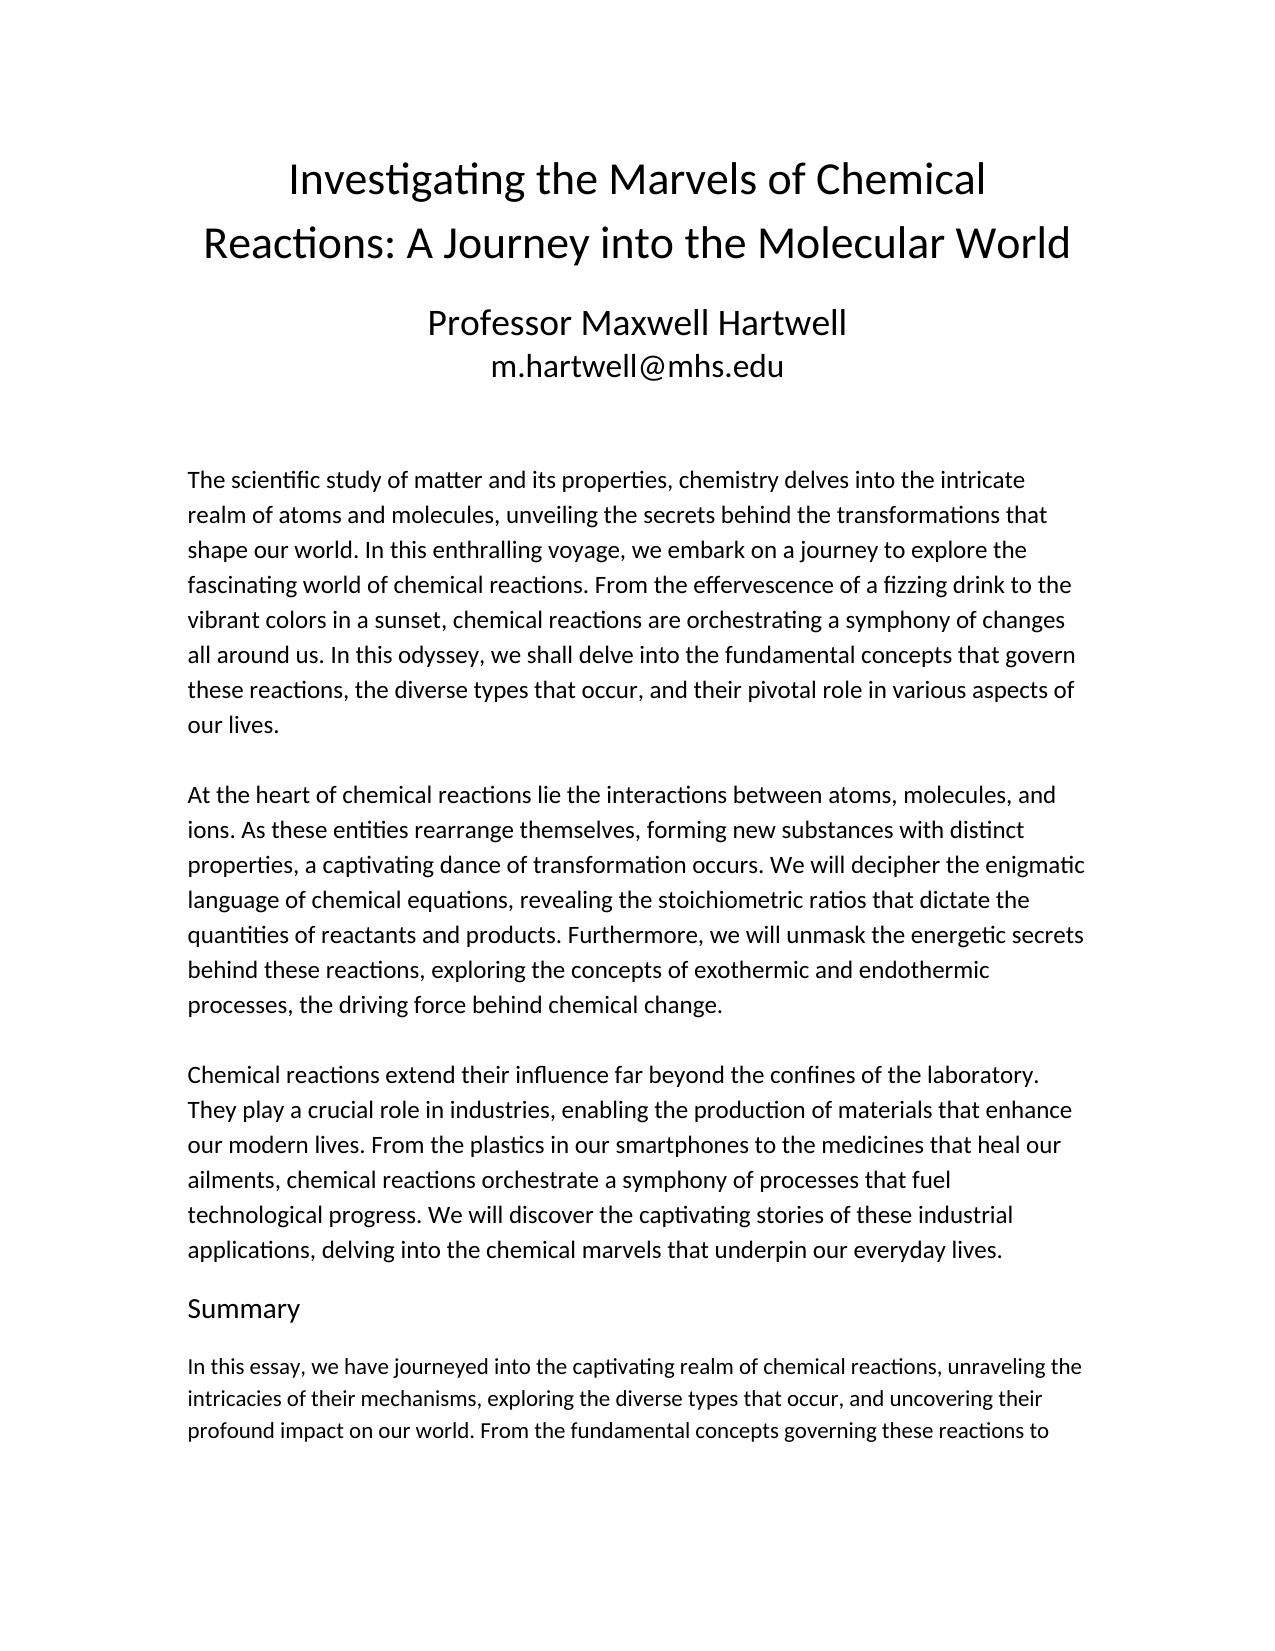 Investigating the Marvels of Chemical
Reactions: A Journey into the Molecular World
Professor Maxwell Hartwell
m.hartwell@mhs.edu
The scientific study of matter and its properties, chemistry delves into the intricate
realm of atoms and molecules, unveiling the secrets behind the transformations that
shape our world. In this enthralling voyage, we embark on a journey to explore the
fascinating world of chemical reactions. From the effervescence of a fizzing drink to the
vibrant colors in a sunset, chemical reactions are orchestrating a symphony of changes
all around us. In this odyssey, we shall delve into the fundamental concepts that govern
these reactions, the diverse types that occur, and their pivotal role in various aspects of
our lives.
At the heart of chemical reactions lie the interactions between atoms, molecules, and
ions. As these entities rearrange themselves, forming new substances with distinct
properties, a captivating dance of transformation occurs. We will decipher the enigmatic
language of chemical equations, revealing the stoichiometric ratios that dictate the
quantities of reactants and products. Furthermore, we will unmask the energetic secrets
behind these reactions, exploring the concepts of exothermic and endothermic
processes, the driving force behind chemical change.
Chemical reactions extend their influence far beyond the confines of the laboratory.
They play a crucial role in industries, enabling the production of materials that enhance
our modern lives. From the plastics in our smartphones to the medicines that heal our
ailments, chemical reactions orchestrate a symphony of processes that fuel
technological progress. We will discover the captivating stories of these industrial
applications, delving into the chemical marvels that underpin our everyday lives.
Summary
In this essay, we have journeyed into the captivating realm of chemical reactions, unraveling the
intricacies of their mechanisms, exploring the diverse types that occur, and uncovering their
profound impact on our world. From the fundamental concepts governing these reactions to